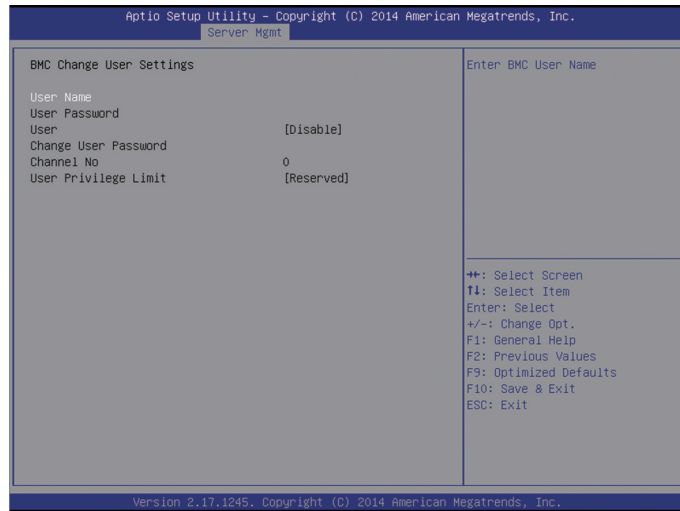 Aptio Setup Utility – Copyright (C) 2014 American Megatrends, Inc.
Server Mgmt
BMC Change User Settings
User Name
User Password
User [Disable]
Change User Password
Channel No 0
User Privilege Limit [Reserved]
Enter BMC User Name
→←: Select Screen
↑↓: Select Item
Enter: Select
+/-: Change Opt.
F1: General Help
F2: Previous Values
F9: Optimized Defaults
F10: Save & Exit
ESC: Exit
Version 2.17.1245. Copyright (C) 2014 American Megatrends, Inc.